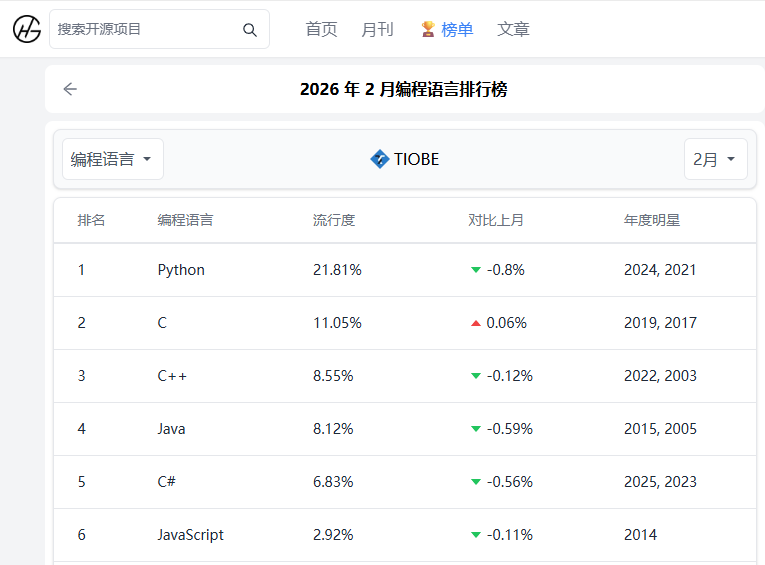 搜索开源项目 首页 月刊 榜单 文章
2026 年 2 月编程语言排行榜
编程语言 TIOBE 2月
排名 编程语言 流行度 对比上月 年度明星
1 Python 21.81% -0.8% 2024, 2021
2 C 11.05% 0.06% 2019, 2017
3 C++ 8.55% -0.12% 2022, 2003
4 Java 8.12% -0.59% 2015, 2005
5 C# 6.83% -0.56% 2025, 2023
6 JavaScript 2.92% -0.11% 2014